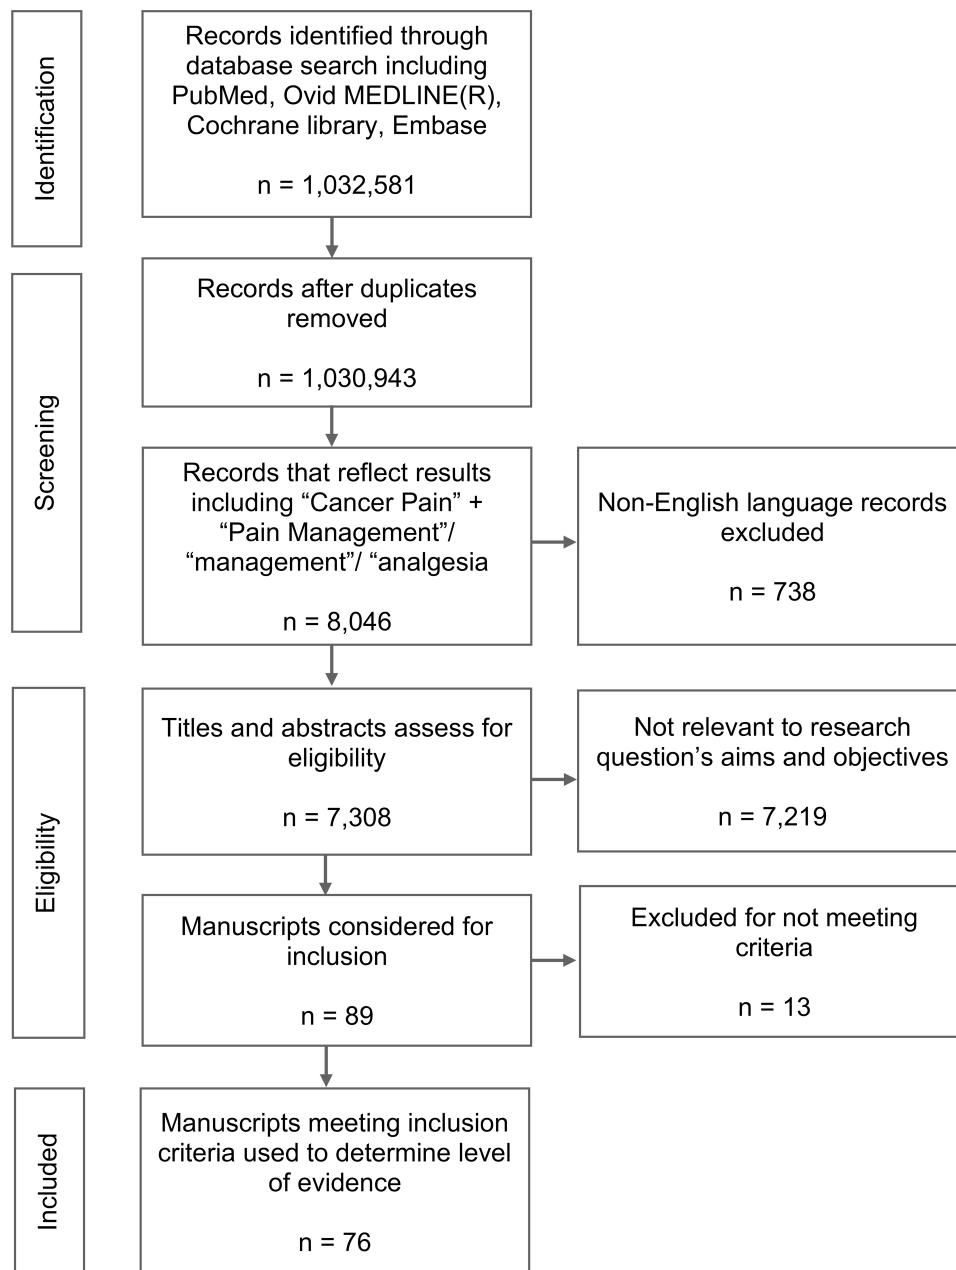 Identification
Records identified through
database search including
PubMed, Ovid MEDLINE(R),
Cochrane library, Embase
n = 1,032,581
Screening
Records after duplicates
removed
n = 1,030,943
Records that reflect results
including “Cancer Pain” +
“Pain Management”/
“management”/ “analgesia
n = 8,046
Non-English language records
excluded
n = 738
Eligibility
Titles and abstracts assess for
eligibility
n = 7,308
Not relevant to research
question’s aims and objectives
n = 7,219
Manuscripts considered for
inclusion
n = 89
Excluded for not meeting
criteria
n = 13
Included
Manuscripts meeting inclusion
criteria used to determine level
of evidence
n = 76